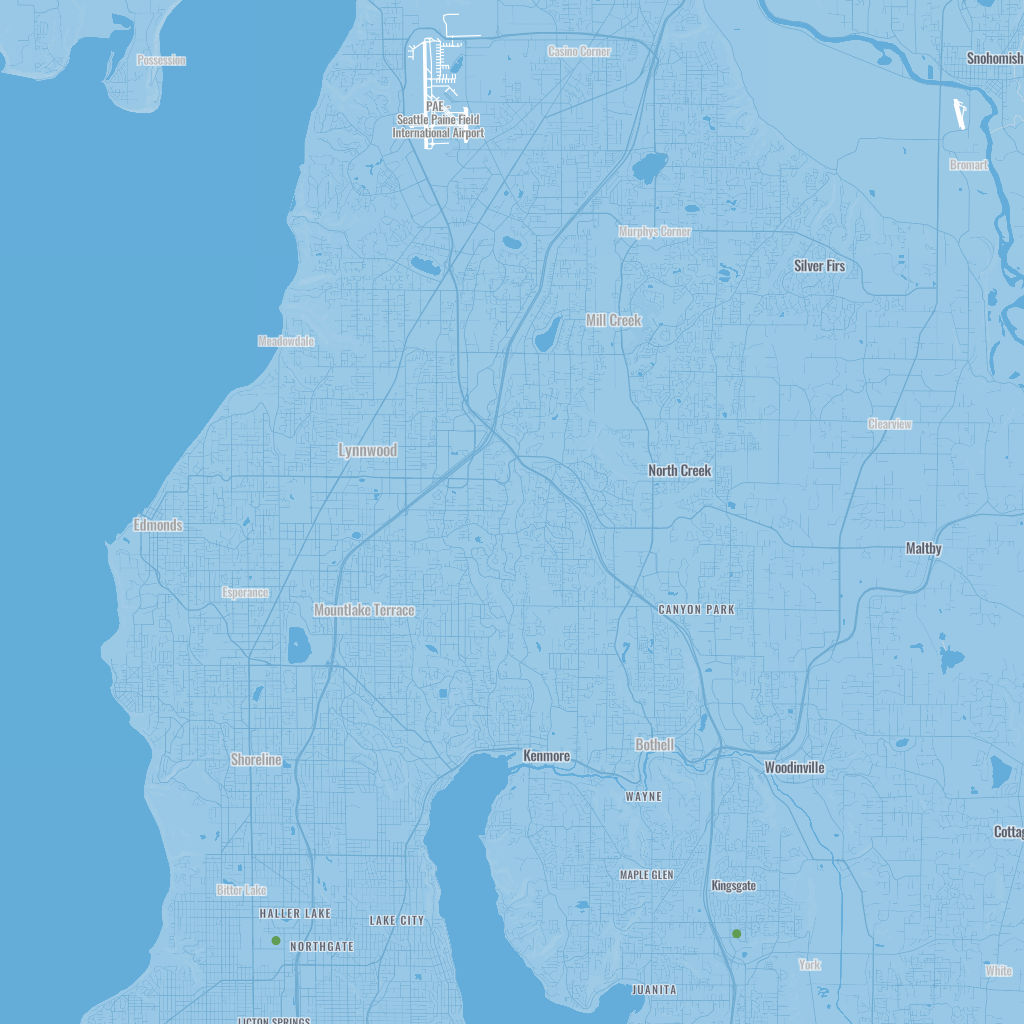 Casino Corner
Snohomish
Possession
PAE
Seattle Paine Field
International Airport
Bromart
Murphys Corner
Silver Firs
Mill Creek
Meadowdale
Clearview
Lynnwood
North Creek
Edmonds
Maltby
Esperance
Mountlake Terrace
CANYON PARK
Bothell
Kenmore
Shoreline
Woodinville
WAYNE
Cottag
MAPLE GLEN
Kingsgate
Bitter Lake
HALLER LAKE
LAKE CITY
NORTHGATE
York
White
JUANITA
LICTON SPRINGS